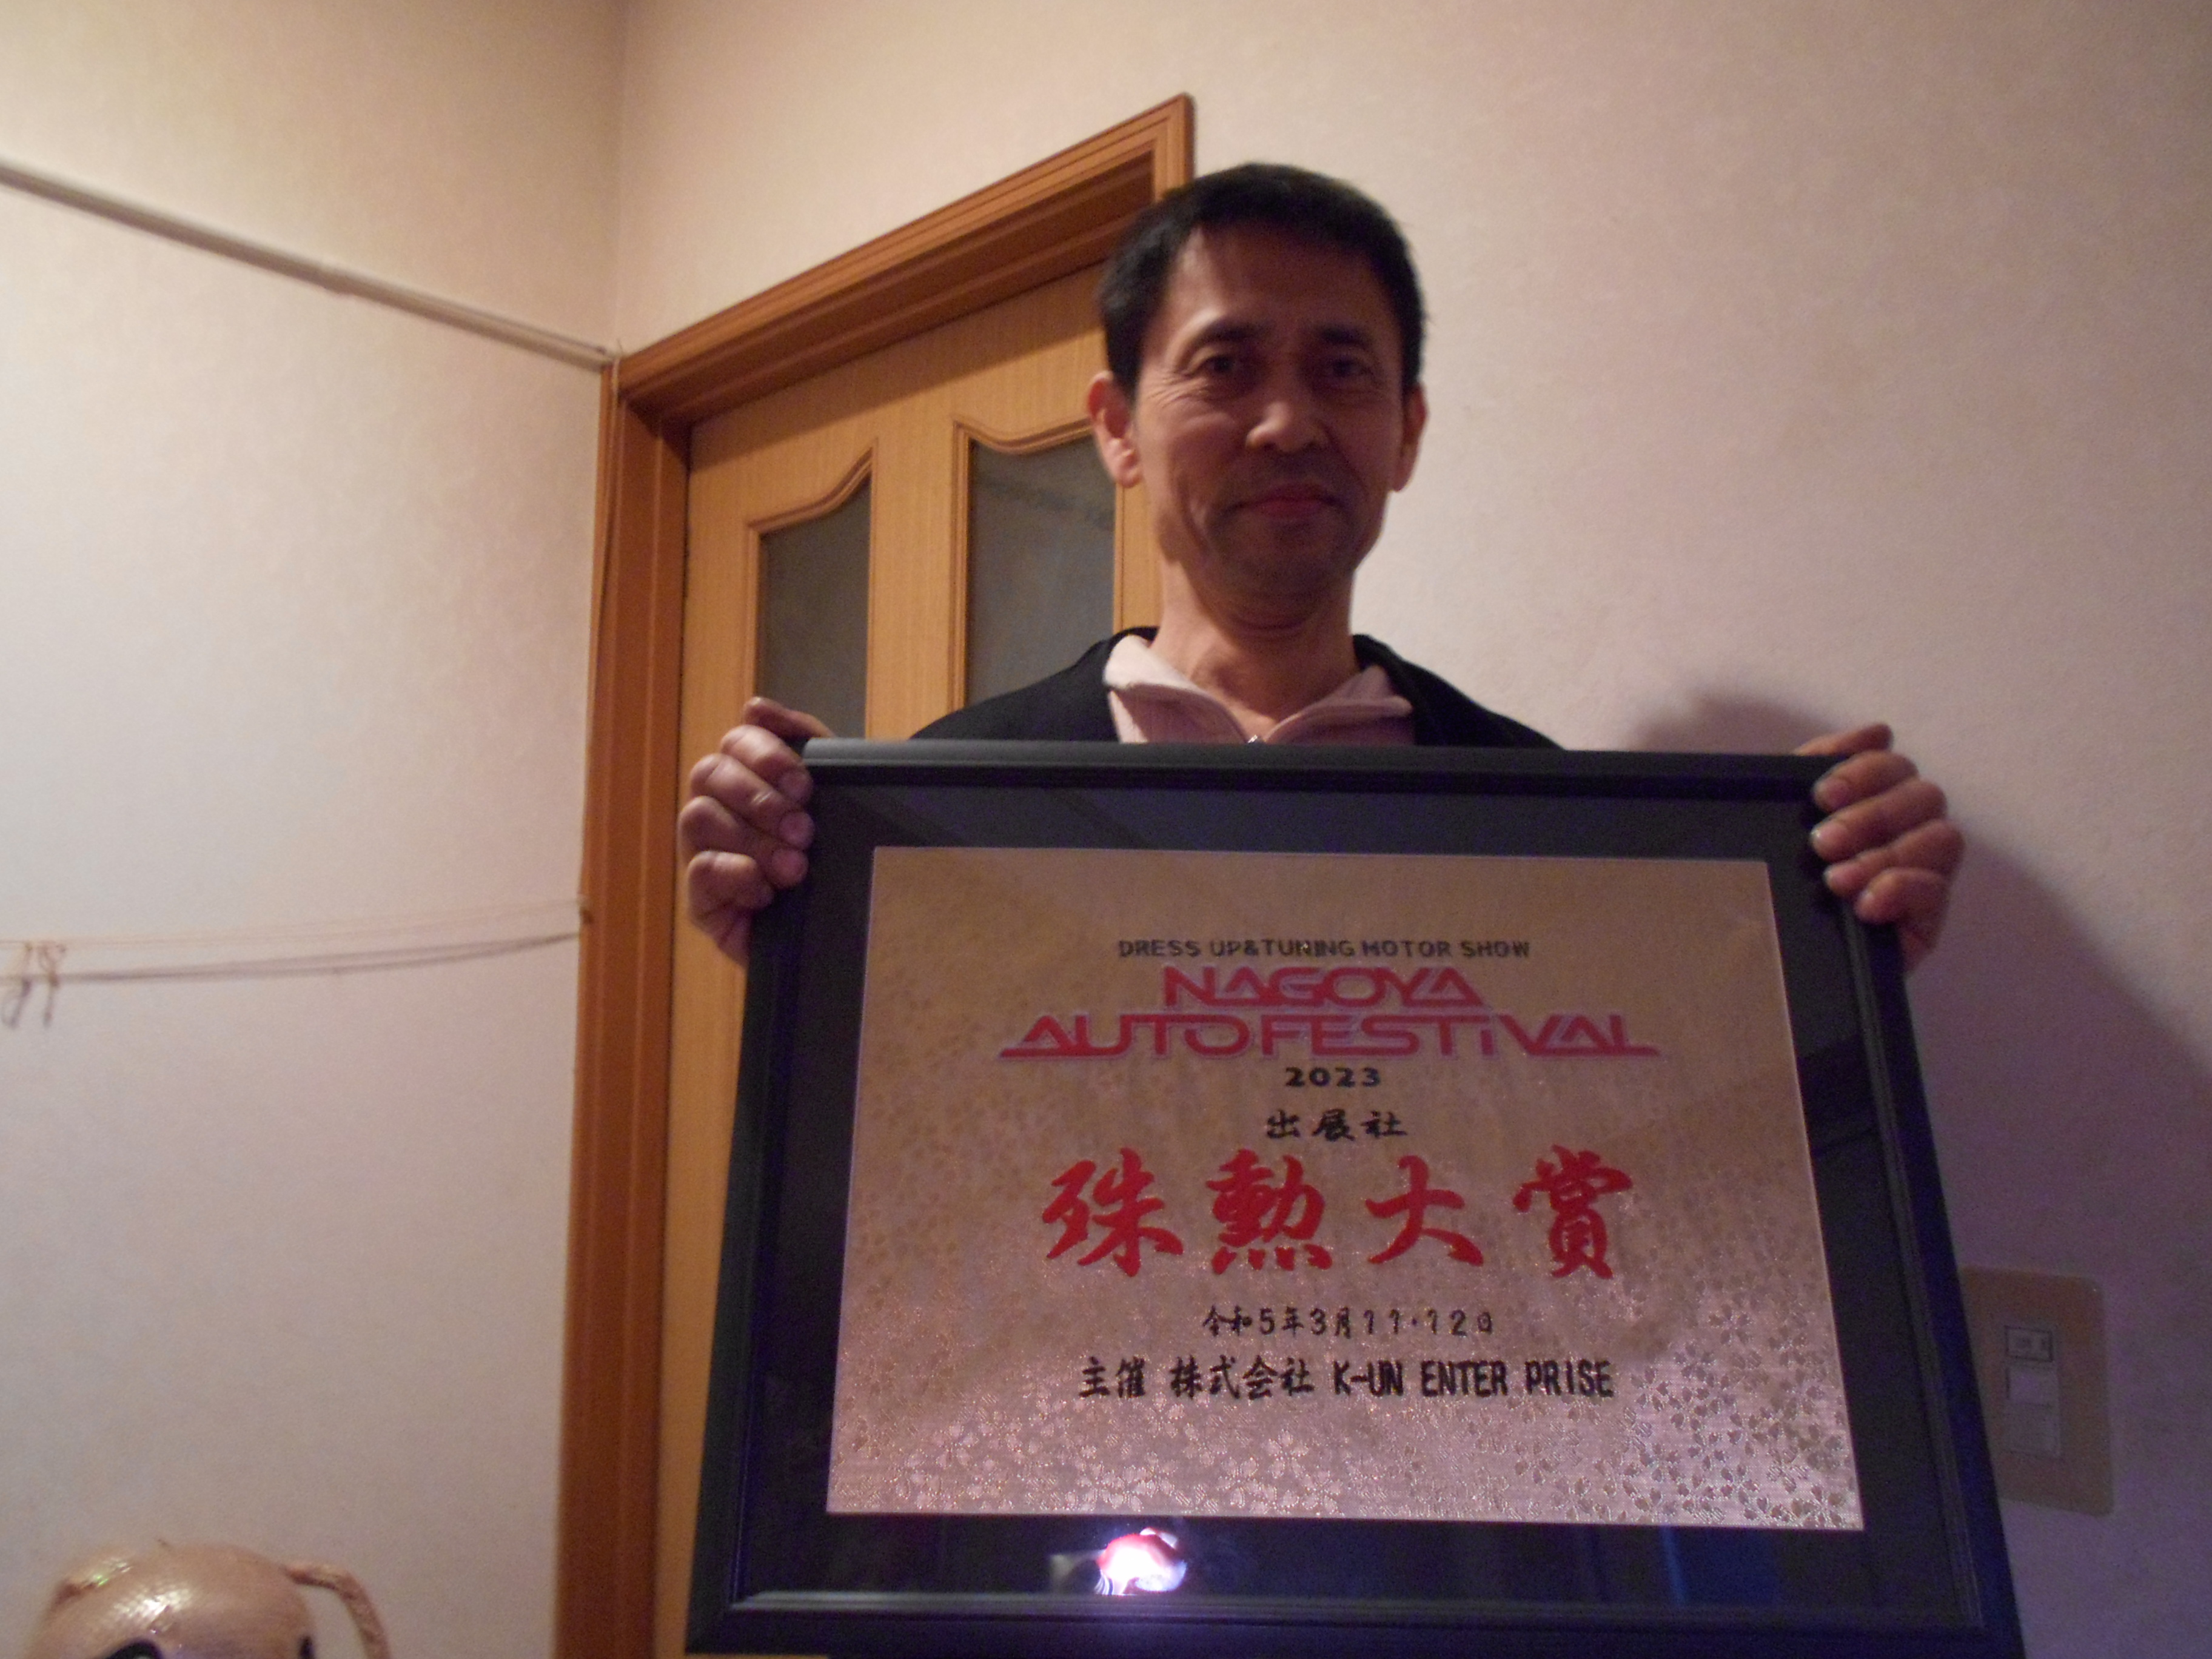 DRESS UP&TUNING MOTOR SHOW
NAGOYA
AUTO FESTIVAL
2023
出展社
殊勲大賞
令和5年3月11・12日
主催 株式会社 K-UN ENTER PRISE